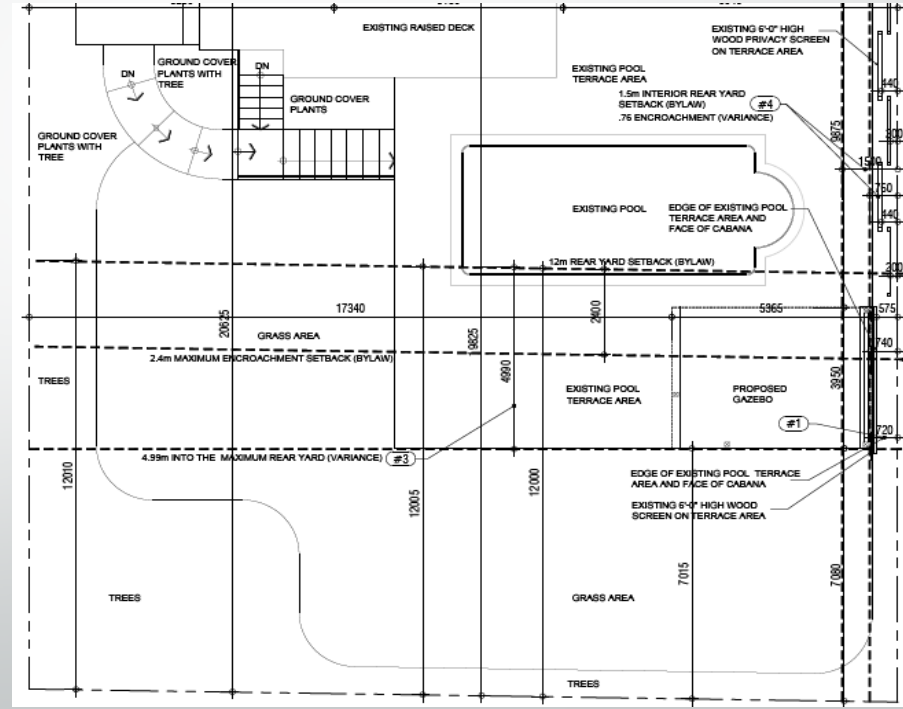 EXISTING RAISED DECK
EXISTING 6'-0" HIGH
WOOD PRIVACY SCREEN
ON TERRACE AREA
GROUND COVER
PLANTS WITH
TREE
DN
DN
GROUND COVER
PLANTS
EXISTING POOL
TERRACE AREA
1.5m INTERIOR REAR YARD
SETBACK (BYLAW)
.76 ENCROACHMENT (VARIANCE)
#4
440
9875
300
GROUND COVER
PLANTS WITH
TREE
1500
760
EXISTING POOL
EDGE OF EXISTING POOL
TERRACE AREA AND
FACE OF CABANA
440
12m REAR YARD SETBACK (BYLAW)
200
17340
5365
575
20625
2400
GRASS AREA
19825
740
2.4m MAXIMUM ENCROACHMENT SETBACK (BYLAW)
4990
3950
TREES
EXISTING POOL
TERRACE AREA
PROPOSED
GAZEBO
#1
720
4.99m INTO THE MAXIMUM REAR YARD (VARIANCE)
#3
12010
12005
12000
EDGE OF EXISTING POOL TERRACE
AREA AND FACE OF CABANA
EXISTING 6'-0" HIGH WOOD
SCREEN ON TERRACE AREA
7015
7080
TREES
GRASS AREA
TREES